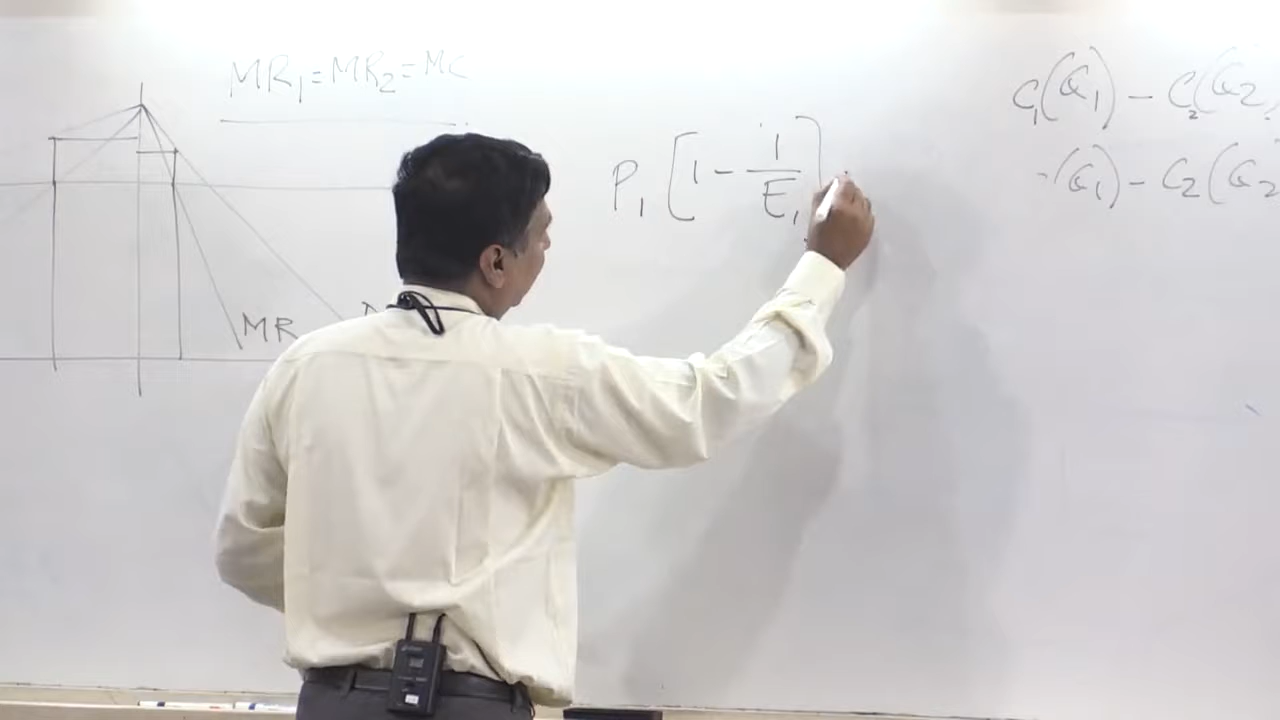 MR₁ = MR₂ = MC
P₁ [1 - 1/E₁]
C₁(Q₁) - C₂(Q₂
(Q₁) - C₂(Q₂
MR